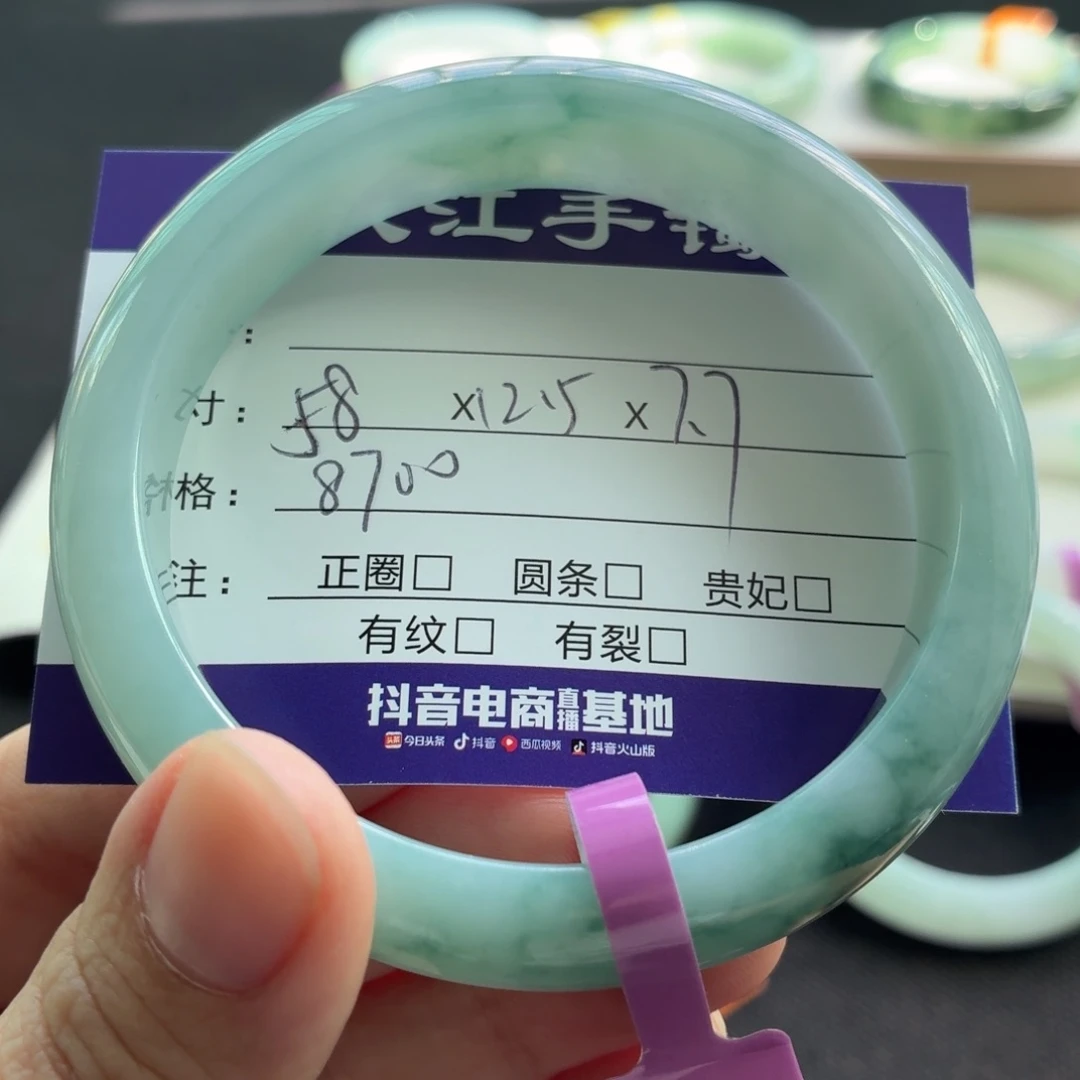 江手镯
:
寸: 58 x12.5 x7.7
格: 8700
注: 正圈□ 圆条□ 贵妃□
有纹□ 有裂□
抖音电商直播基地
头条 今日头条 抖音 西瓜视频 抖音火山版